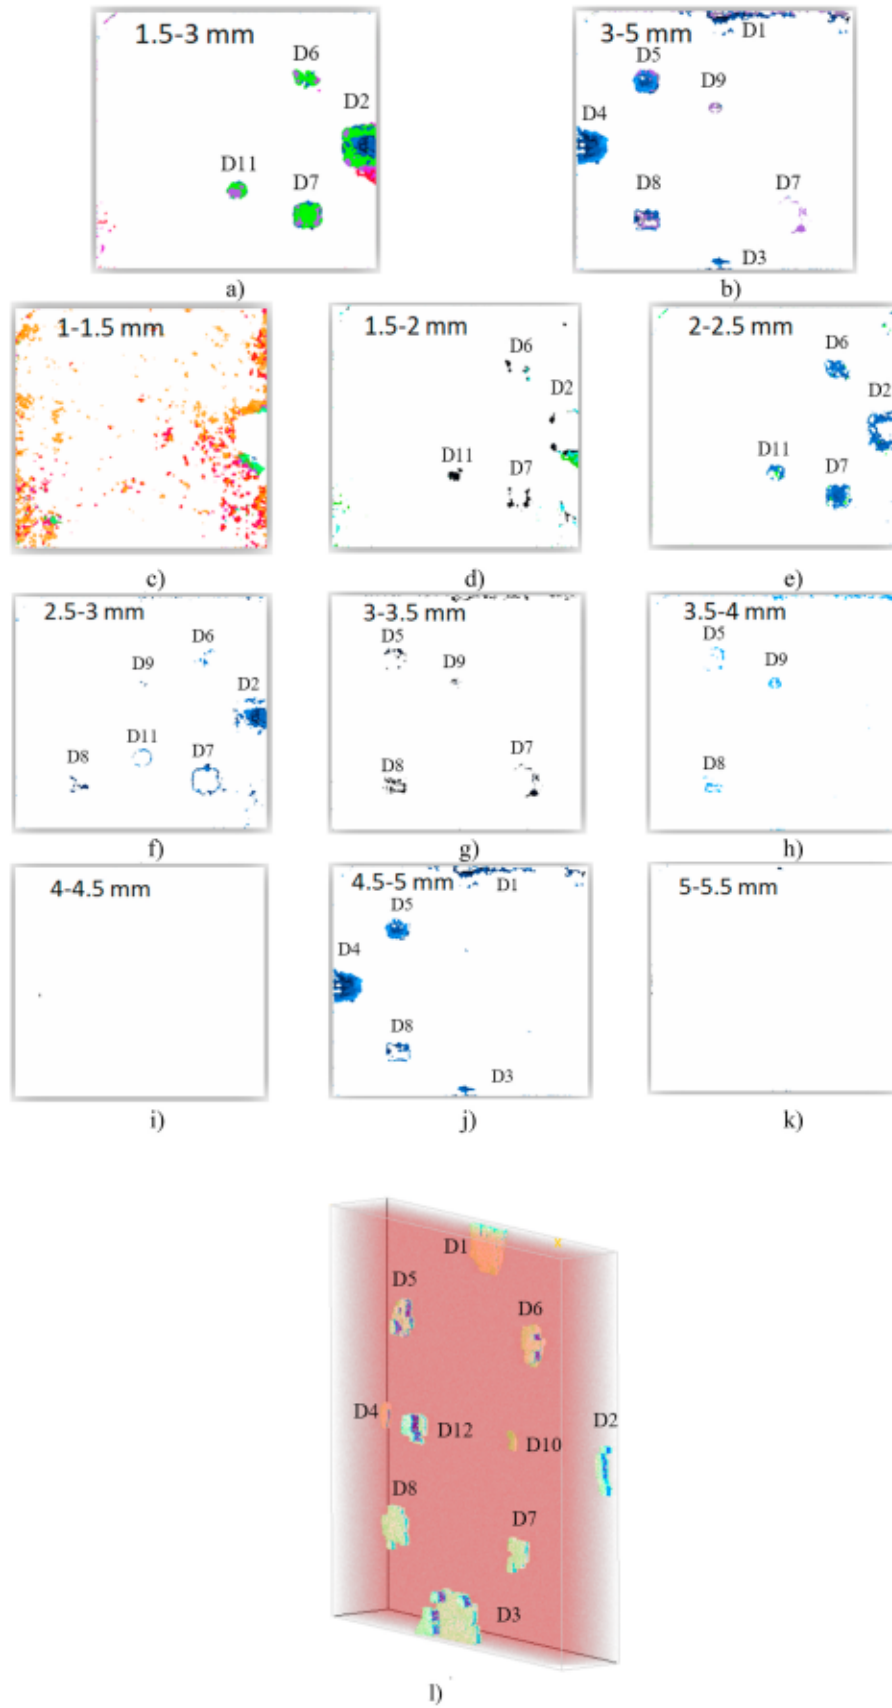 1.5-3 mm
D6
D2
D11
D7
a)
3-5 mm
D1
D5
D9
D4
D8
D7
D3
b)
1-1.5 mm
c)
1.5-2 mm
D6
D2
D11
D7
d)
2-2.5 mm
D6
D2
D11
D7
e)
2.5-3 mm
D6
D9
D2
D11
D8
D7
f)
3-3.5 mm
D5
D9
D7
D8
g)
3.5-4 mm
D5
D9
D8
h)
4-4.5 mm
i)
4.5-5 mm
D1
D5
D4
D8
D3
j)
5-5.5 mm
k)
D1
D5
D6
D4
D12
D10
D2
D8
D7
D3
l)